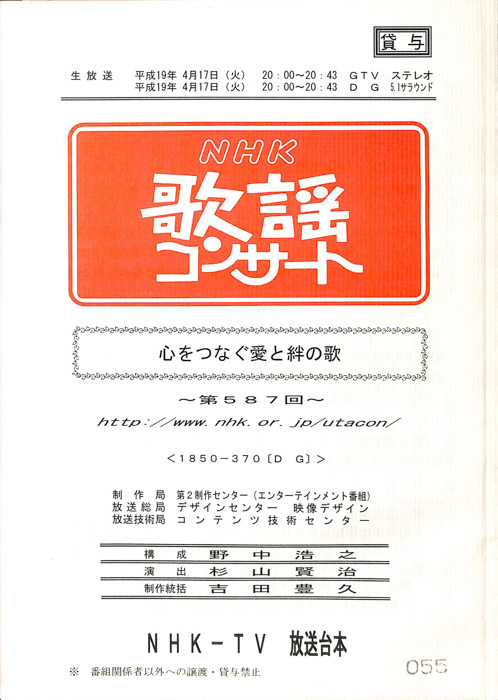 貸与
生放送 平成19年 4月17日（火） 20：00～20：43 GTV ステレオ
平成19年 4月17日（火） 20：00～20：43 D G 5.1サラウンド
NHK
歌謡
コンサート
心をつなぐ愛と絆の歌
～第587回～
http://www.nhk.or.jp/utacon/
＜1850－370〔D G〕＞
制作局 第2制作センター（エンターテインメント番組）
放送総局 デザインセンター 映像デザイン
放送技術局 コンテンツ技術センター
構成 野中浩之
演出 杉山賢治
制作統括 吉田豊久
NHK－TV 放送台本
※ 番組関係者以外への譲渡・貸与禁止
055